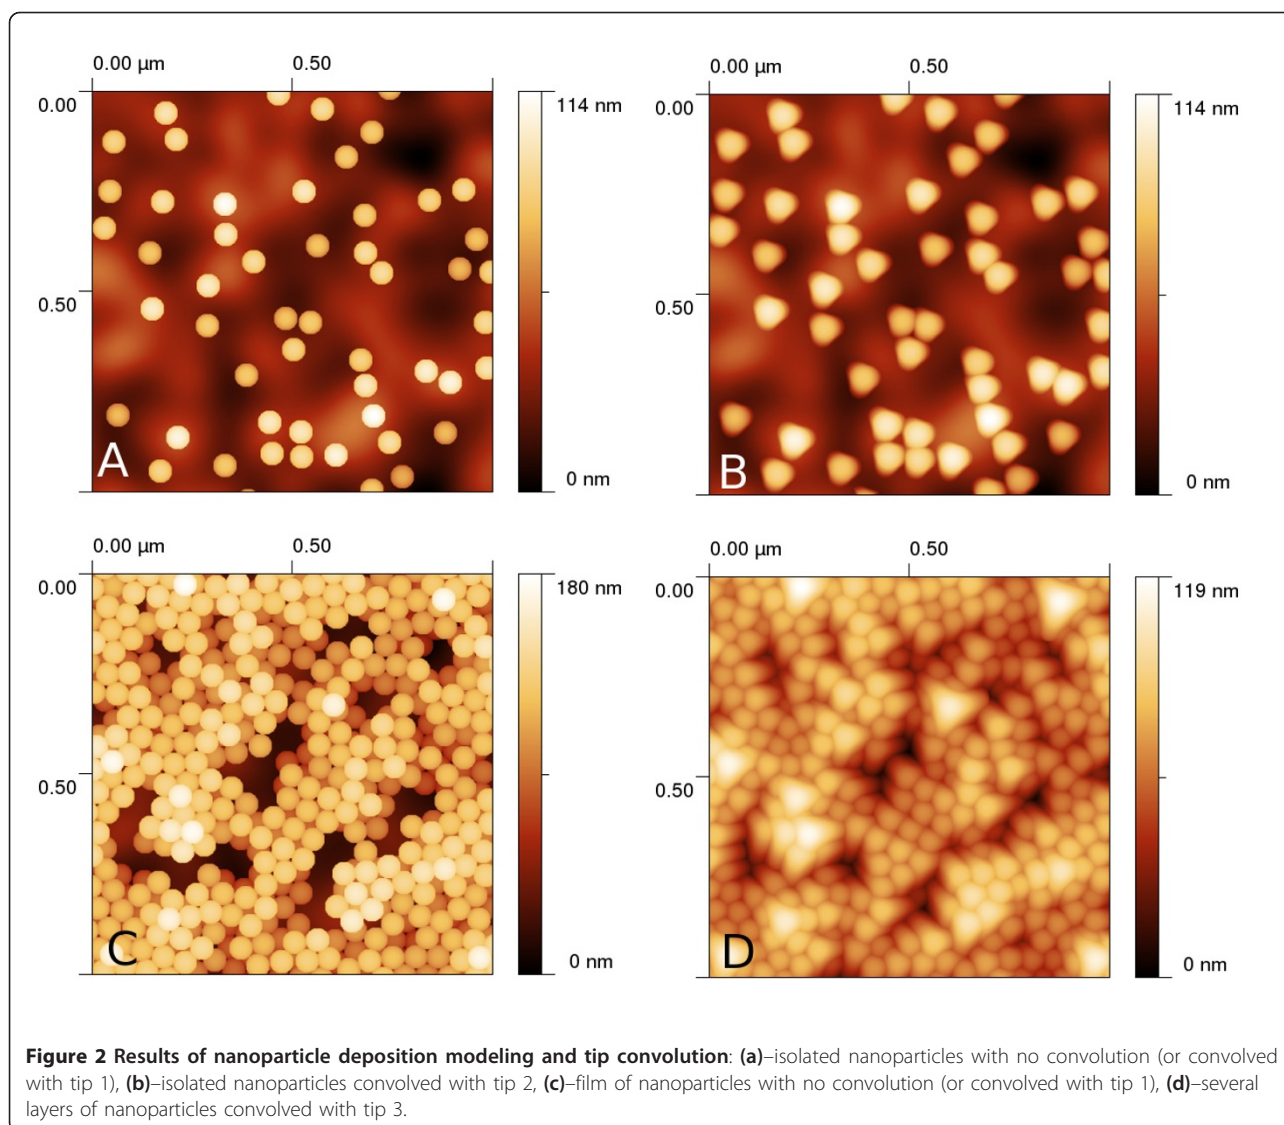 0.00 µm 0.50
0.00
0.50
114 nm
0 nm
A
0.00 µm 0.50
0.00
0.50
114 nm
0 nm
B
0.00 µm 0.50
0.00
0.50
180 nm
0 nm
C
0.00 µm 0.50
0.00
0.50
119 nm
0 nm
D
Figure 2 Results of nanoparticle deposition modeling and tip convolution: (a)–isolated nanoparticles with no convolution (or convolved
with tip 1), (b)–isolated nanoparticles convolved with tip 2, (c)–film of nanoparticles with no convolution (or convolved with tip 1), (d)–several
layers of nanoparticles convolved with tip 3.